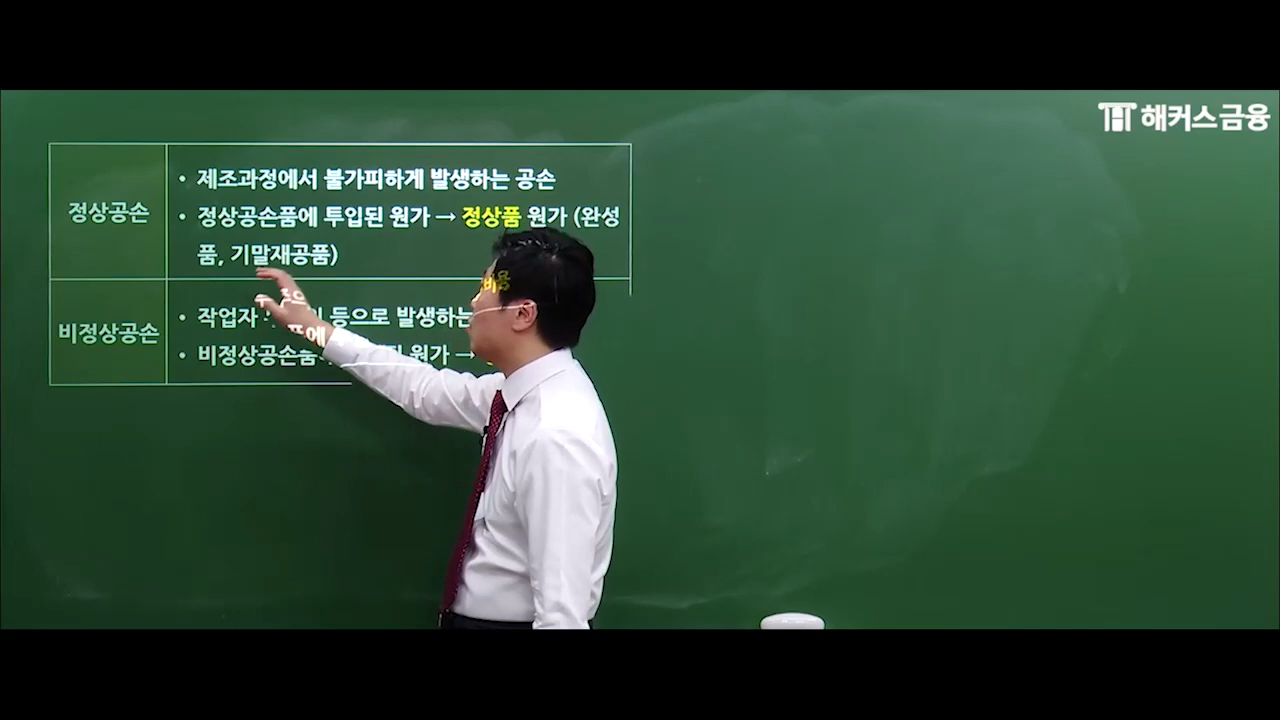 해커스금융
정상공손
• 제조과정에서 불가피하게 발생하는 공손
• 정상공손품에 투입된 원가 → 정상품 원가 (완성
품, 기말재공품)
비정상공손
• 작업자 등으로 발생하는
• 비정상공손품 원가 →
비용